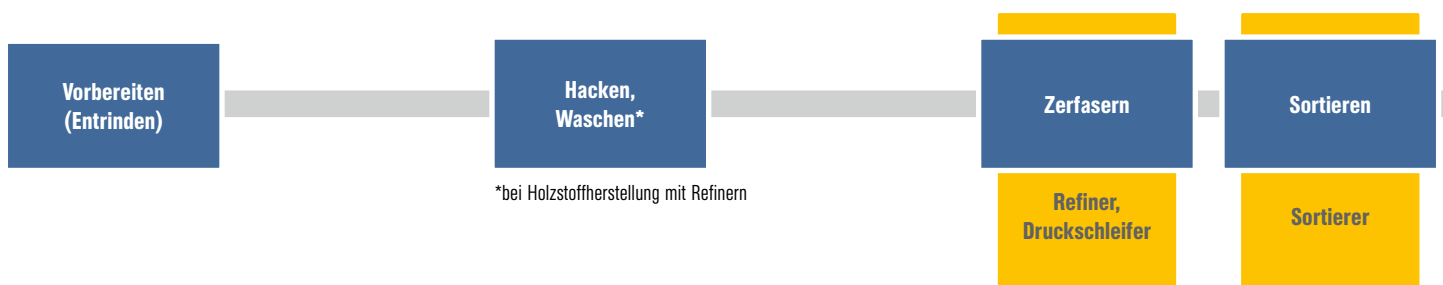 Vorbereiten
(Entrinden)
Hacken,
Waschen*
Zerfasern
Sortieren
*bei Holzstoffherstellung mit Refinern
Refiner,
Druckschleifer
Sortierer